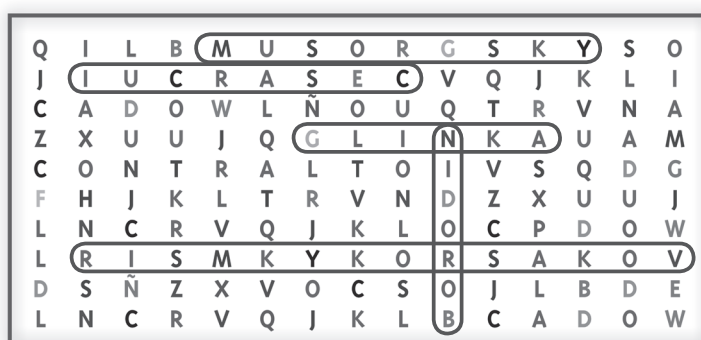 Q I L B M U S O R G S K Y S O
J I U C R A S E C V Q J K L I
C A D O W L Ñ O U Q T R V N A
Z X U U J Q G L I N K A U A M
C O N T R A L T O I V S Q D G
F H J K L T R V N D Z X U U J
L N C R V Q J K L O C P D O W
L R I S M K Y K O R S A K O V
D S Ñ Z X V O C S O J L B D E
L N C R V Q J K L B C A D O W